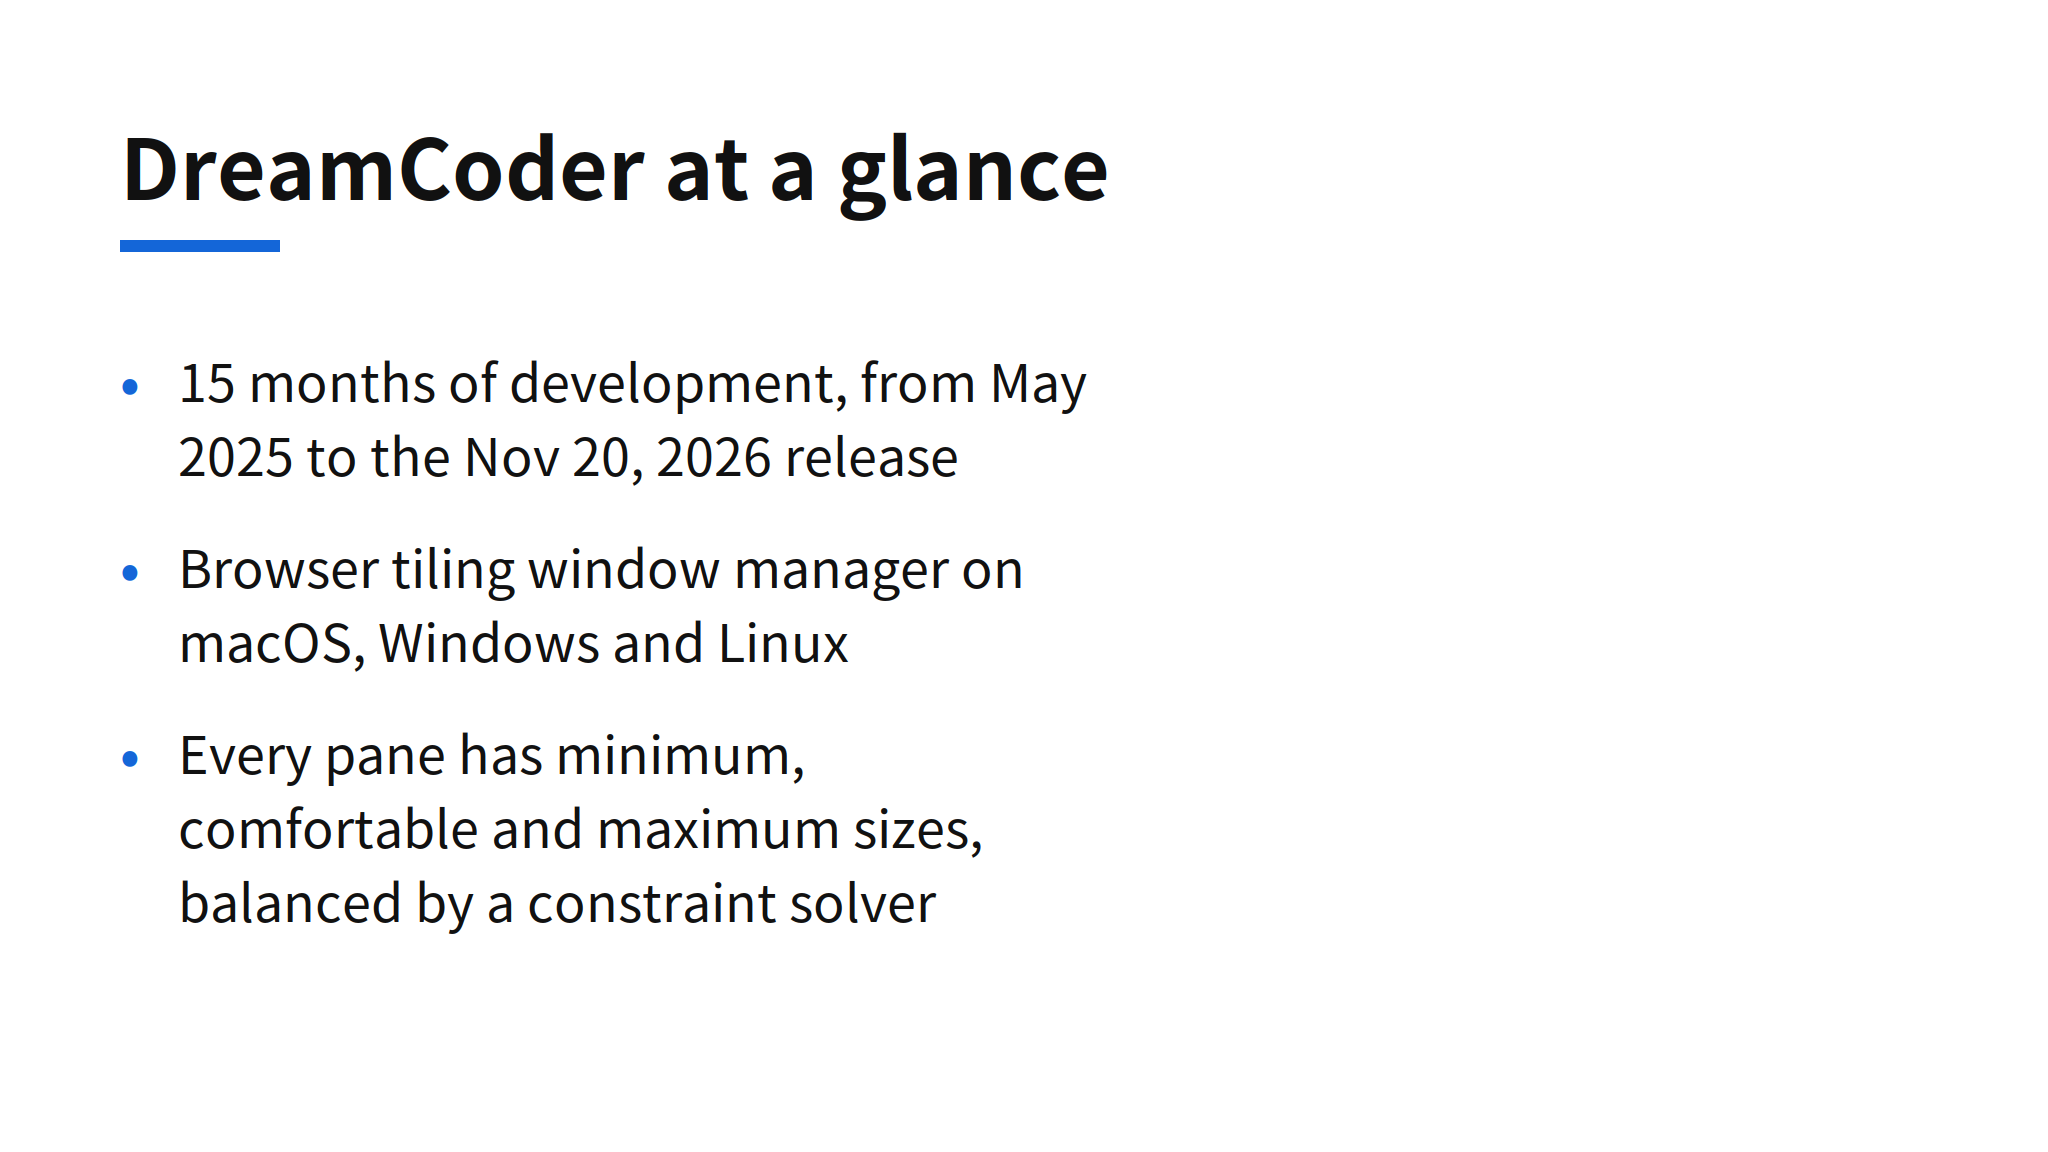 DreamCoder at a glance
• 15 months of development, from May
2025 to the Nov 20, 2026 release
• Browser tiling window manager on
macOS, Windows and Linux
• Every pane has minimum,
comfortable and maximum sizes,
balanced by a constraint solver